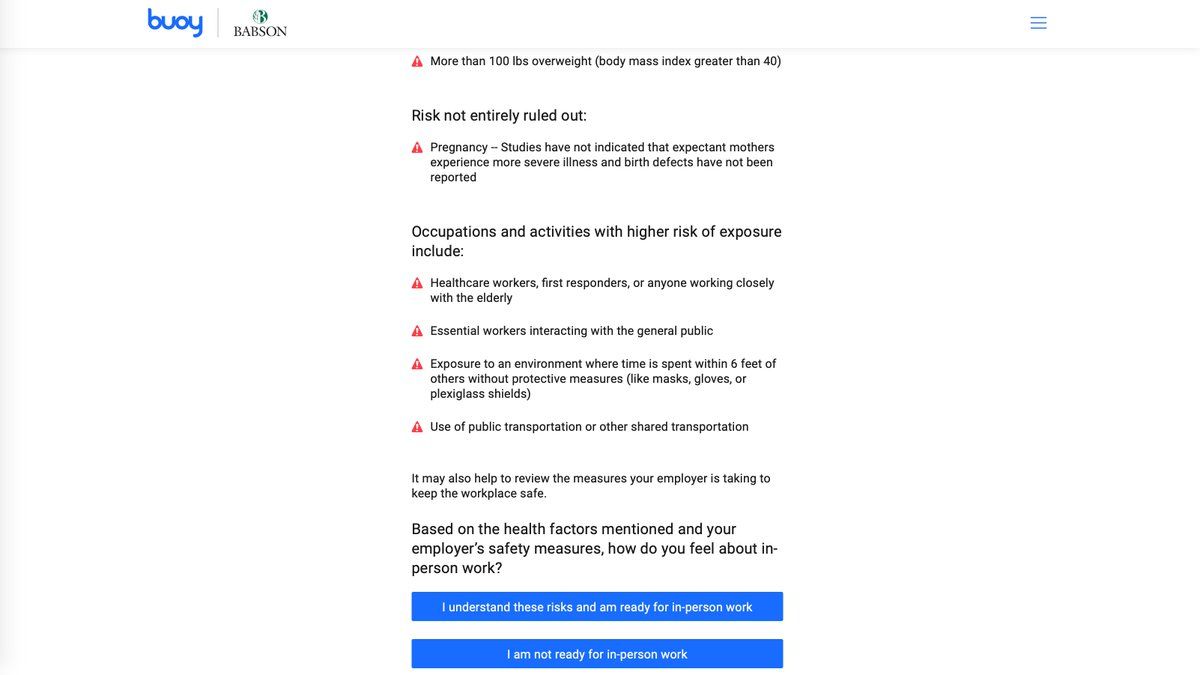 buoy
BABSON
More than 100 lbs overweight (body mass index greater than 40)
Risk not entirely ruled out:
Pregnancy -- Studies have not indicated that expectant mothers
experience more severe illness and birth defects have not been
reported
Occupations and activities with higher risk of exposure
include:
Healthcare workers, first responders, or anyone working closely
with the elderly
Essential workers interacting with the general public
Exposure to an environment where time is spent within 6 feet of
others without protective measures (like masks, gloves, or
plexiglass shields)
Use of public transportation or other shared transportation
It may also help to review the measures your employer is taking to
keep the workplace safe.
Based on the health factors mentioned and your
employer's safety measures, how do you feel about in-
person work?
I understand these risks and am ready for in-person work
I am not ready for in-person work